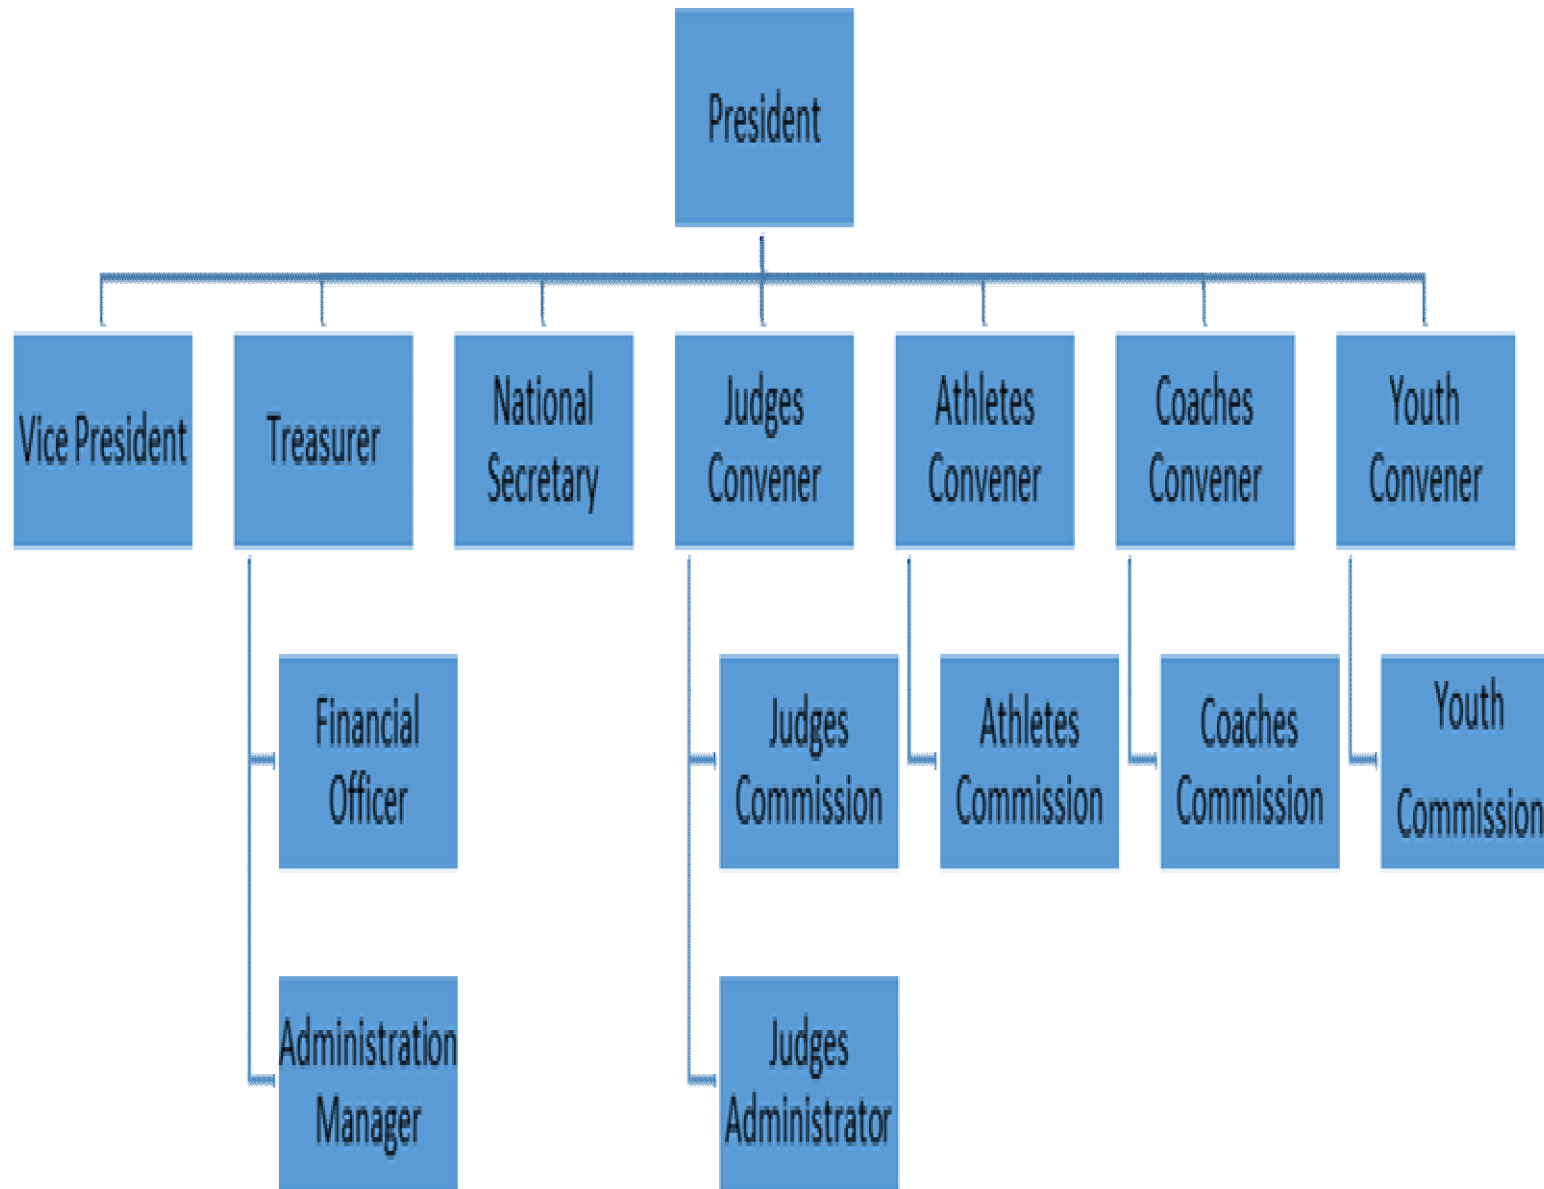 President
Vice President
Treasurer
National
Secretary
Judges
Convener
Athletes
Convener
Coaches
Convener
Youth
Convener
Financial
Officer
Judges
Commission
Athletes
Commission
Coaches
Commission
Youth
Commission
Administration
Manager
Judges
Administrator